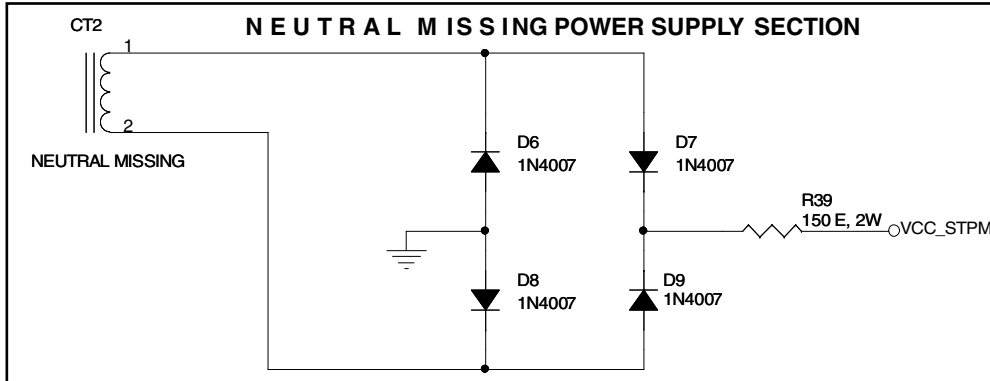 CT2
N E U T R A L M I S S ING POWER SUPPLY SECTION
1
2
NEUTRAL MISSING
D6
1N4007
D7
1N4007
R39
150 E, 2W
VCC_STPM
D8
1N4007
D9
1N4007